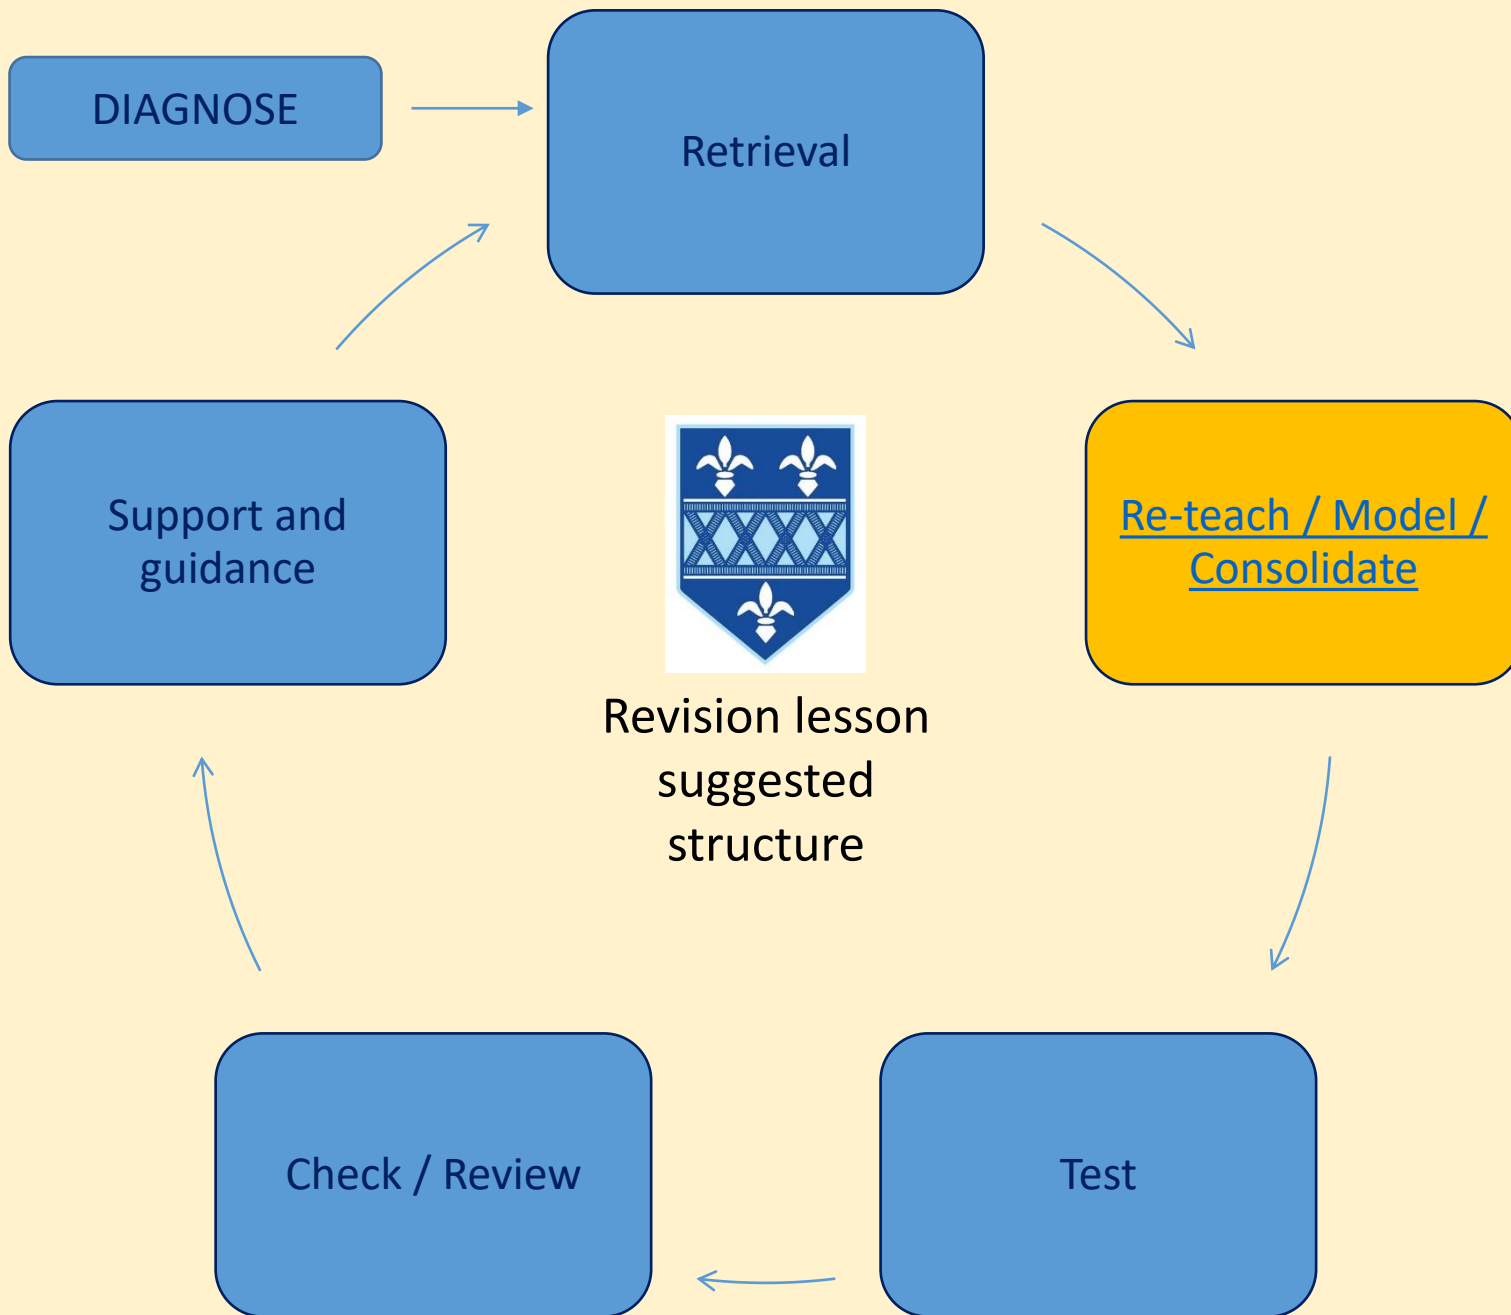 DIAGNOSE
Retrieval
Re-teach / Model /
Consolidate
Test
Check / Review
Support and
guidance
Revision lesson
suggested
structure